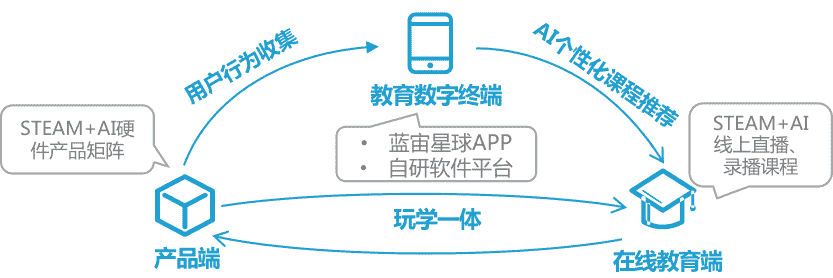 用户行为收集
AI个性化课程推荐
教育数字终端
STEAM+AI硬
件产品矩阵
• 蓝宙星球APP
• 自研软件平台
STEAM+AI
线上直播、
录播课程
玩学一体
产品端
在线教育端